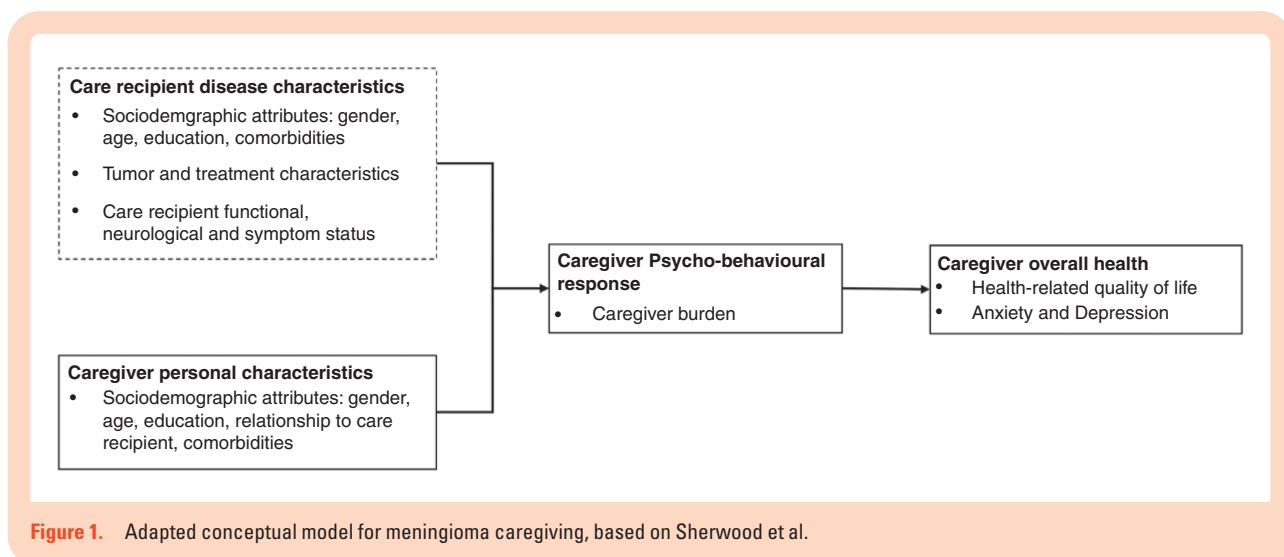 Care recipient disease characteristics
• Sociodemgraphic attributes: gender,
age, education, comorbidities
• Tumor and treatment characteristics
• Care recipient functional,
neurological and symptom status
Caregiver personal characteristics
• Sociodemographic attributes: gender,
age, education, relationship to care
recipient, comorbidities
Caregiver Psycho-behavioural
response
• Caregiver burden
Caregiver overall health
• Health-related quality of life
• Anxiety and Depression
Figure 1. Adapted conceptual model for meningioma caregiving, based on Sherwood et al.